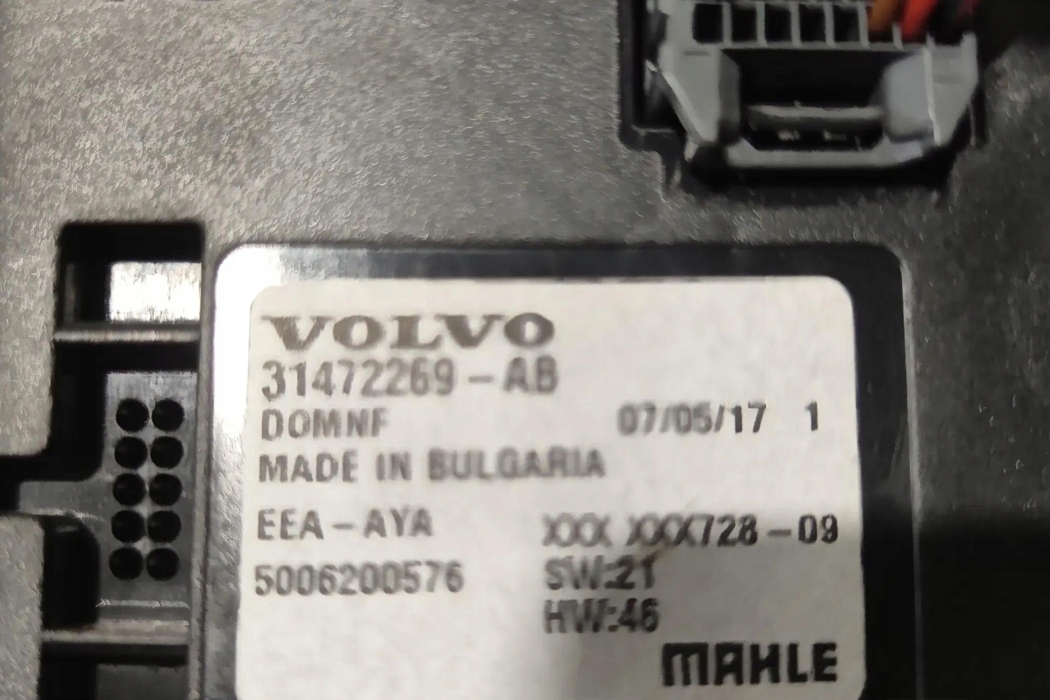 VOLVO
31472269-AB
DOMNF 07/05/17 1
MADE IN BULGARIA
EEA-AYA XXX XXX728-09
5006200576 SW:21
HW:46
MAHLE